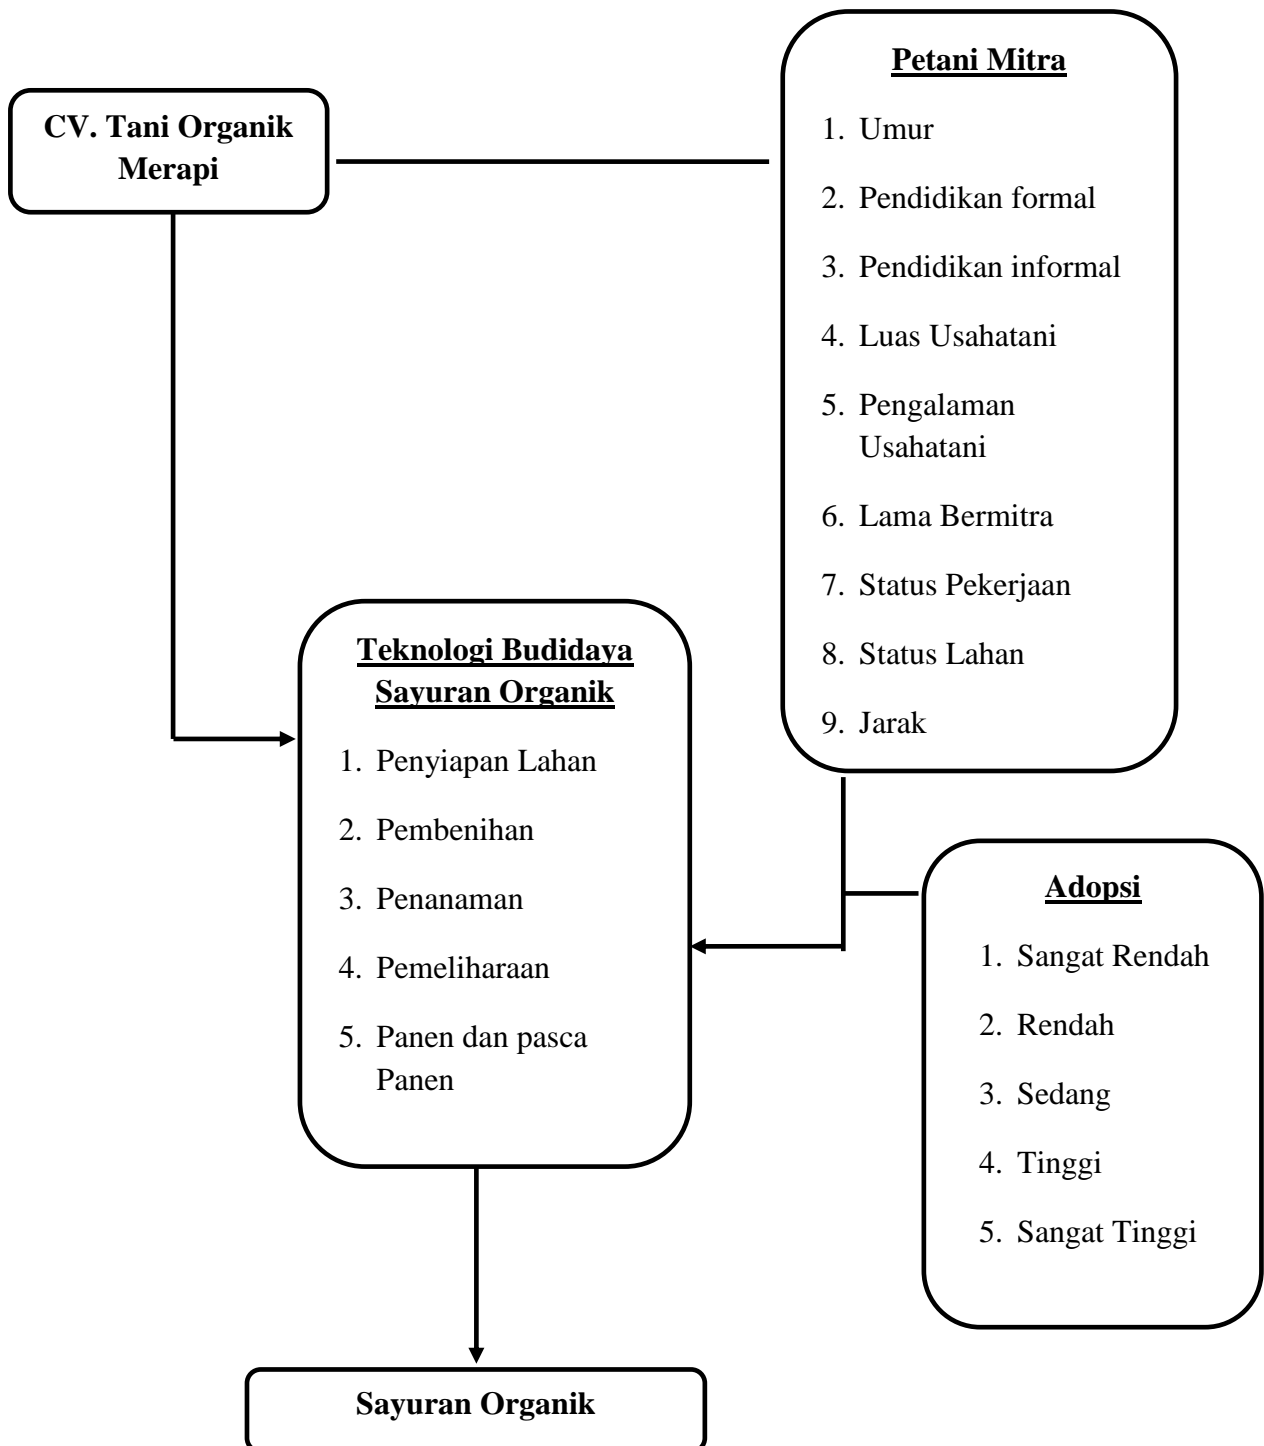 CV. Tani Organik
Merapi
Petani Mitra
1. Umur
2. Pendidikan formal
3. Pendidikan informal
4. Luas Usahatani
5. Pengalaman
Usahatani
6. Lama Bermitra
7. Status Pekerjaan
8. Status Lahan
9. Jarak
Teknologi Budidaya
Sayuran Organik
1. Penyiapan Lahan
2. Pembenihan
3. Penanaman
4. Pemeliharaan
5. Panen dan pasca
Panen
Adopsi
1. Sangat Rendah
2. Rendah
3. Sedang
4. Tinggi
5. Sangat Tinggi
Sayuran Organik